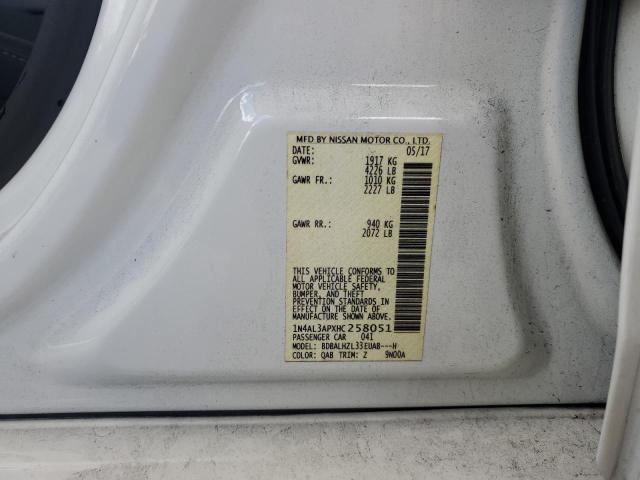 MFD BY NISSAN MOTOR CO., LTD.
DATE: 05/17
GVWR: 1917 KG
4226 LB
GAWR FR.: 1010 KG
2227 LB
GAWR RR.: 940 KG
2072 LB
THIS VEHICLE CONFORMS TO
ALL APPLICABLE FEDERAL
MOTOR VEHICLE SAFETY,
BUMPER, AND THEFT
PREVENTION STANDARDS IN
EFFECT ON THE DATE OF
MANUFACTURE SHOWN ABOVE.
1N4AL3APXHC258051
PASSENGER CAR 041
MODEL: BDBALHZL33EUAB---H
COLOR: QAB TRIM: Z 9N00A